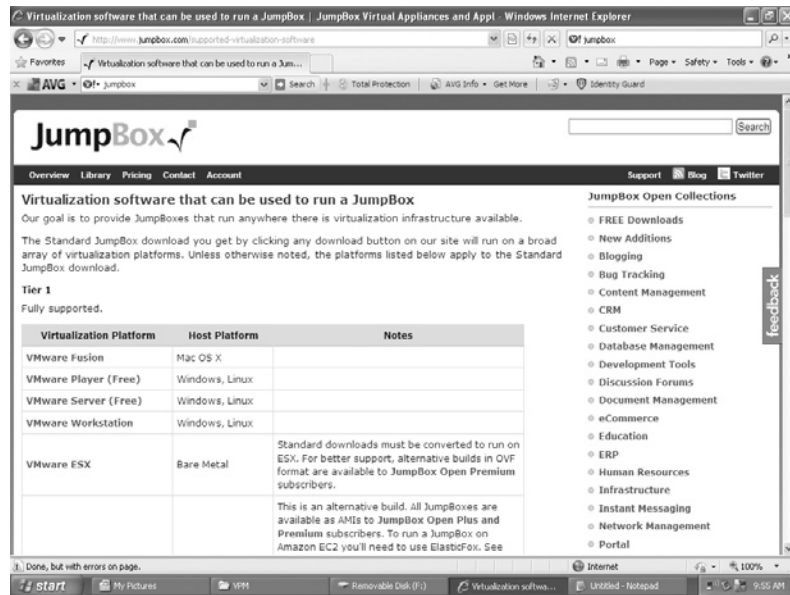 Virtualization software that can be used to run a JumpBox | JumpBox Virtual Appliances and Appl - Windows Internet Explorer
http://www.jumpbox.com/supported-virtualization-software
jumpbox
Favorites
Virtualization software that can be used to run a Jum...
Page
Safety
Tools
AVG
jumpbox
Search
Total Protection
AVG Info
Get More
Identity Guard
JumpBox
Search
Overview Library Pricing Contact Account
Support Blog Twitter
Virtualization software that can be used to run a JumpBox
Our goal is to provide JumpBoxes that run anywhere there is virtualization infrastructure available.
The Standard JumpBox download you get by clicking any download button on our site will run on a broad
array of virtualization platforms. Unless otherwise noted, the platforms listed below apply to the Standard
JumpBox download.
Tier 1
Fully supported.
Virtualization Platform Host Platform Notes
VMware Fusion Mac OS X
VMware Player (Free) Windows, Linux
VMware Server (Free) Windows, Linux
VMware Workstation Windows, Linux
VMware ESX Bare Metal
Standard downloads must be converted to run on
ESX. For better support, alternative builds in OVF
format are available to JumpBox Open Premium
subscribers.
This is an alternative build. All JumpBoxes are
available as AMIs to JumpBox Open Plus and
Premium subscribers. To run a JumpBox on
Amazon EC2 you'll need to use ElasticFox. See
JumpBox Open Collections
FREE Downloads
New Additions
Blogging
Bug Tracking
Content Management
CRM
Customer Service
Database Management
Development Tools
Discussion Forums
Document Management
eCommerce
Education
ERP
Human Resources
Infrastructure
Instant Messaging
Network Management
Portal
feedback
Done, but with errors on page.
Internet
100%
start
My Pictures
VPM
Removable Disk (F:)
Virtualization softwa...
Untitled - Notepad
9:55 AM